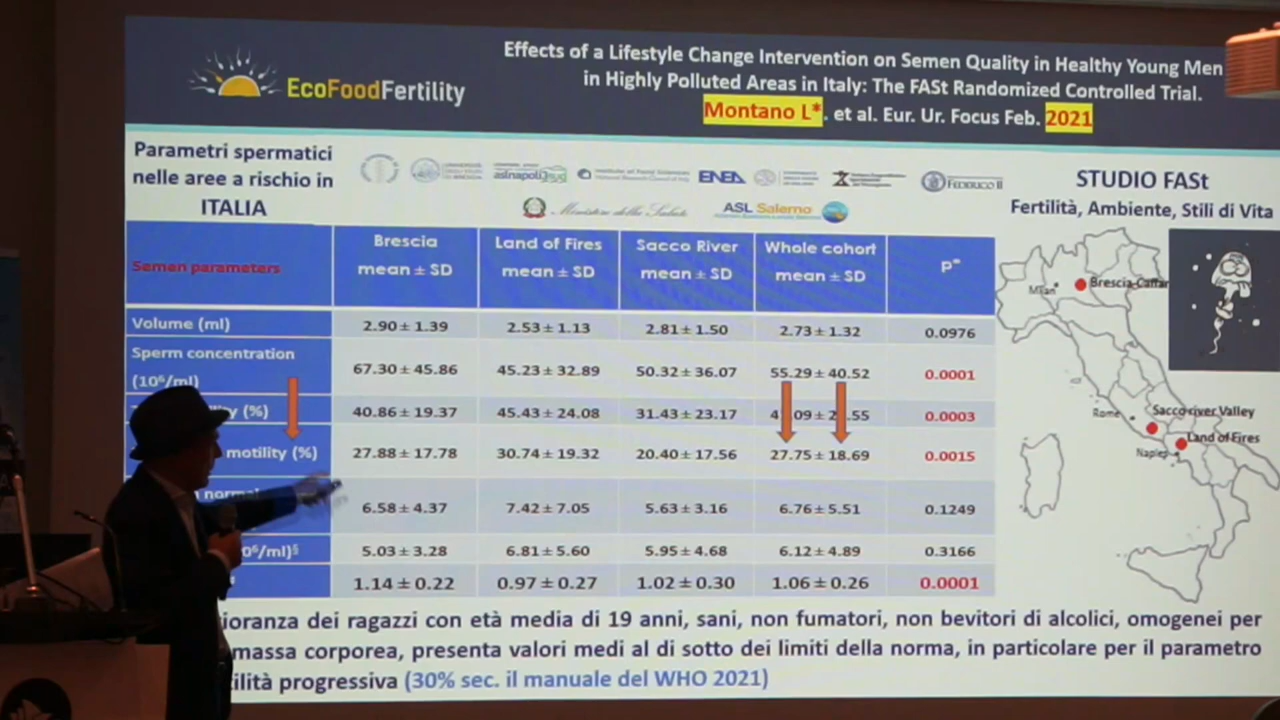 Effects of a Lifestyle Change Intervention on Semen Quality in Healthy Young Men
in Highly Polluted Areas in Italy: The FASt Randomized Controlled Trial.
EcoFoodFertility
Montano L*. et al. Eur. Ur. Focus Feb. 2021
Parametri spermatici
nelle aree a rischio in
ITALIA
ENEA
FEDERICO II
Ministero della Salute
ASL Salerno
STUDIO FASt
Fertilità, Ambiente, Stili di Vita
Semen parameters
Brescia mean ± SD
Land of Fires mean ± SD
Sacco River mean ± SD
Whole cohort mean ± SD
P
Volume (ml) 2.90 ± 1.39 2.53 ± 1.13 2.81 ± 1.50 2.73 ± 1.32 0.0976
Sperm concentration
(10⁶/ml) 67.30 ± 45.86 45.23 ± 32.89 50.32 ± 36.07 55.29 ± 40.52 0.0001
(%) 40.86 ± 19.37 45.43 ± 24.08 31.43 ± 23.17 0.0003
motility (%) 27.88 ± 17.78 30.74 ± 19.32 20.40 ± 17.56 27.75 ± 18.69 0.0015
6.58 ± 4.37 7.42 ± 7.05 5.63 ± 3.16 6.76 ± 5.51 0.1249
5.03 ± 3.28 6.81 ± 5.60 5.95 ± 4.68 6.12 ± 4.89 0.3166
1.14 ± 0.22 0.97 ± 0.27 1.02 ± 0.30 1.06 ± 0.26 0.0001
Milan
Brescia-Caffar
Rome
Sacco river Valley
Land of Fires
Naples
dei ragazzi con età media di 19 anni, sani, non fumatori, non bevitori di alcolici, omogenei per
massa corporea, presenta valori medi al di sotto dei limiti della norma, in particolare per il parametro
progressiva (30% sec. il manuale del WHO 2021)